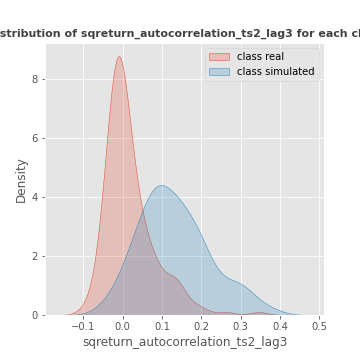 stribution of sqreturn_autocorrelation_ts2_lag3 for each cl
class real
class simulated
Density
8
6
4
2
0
−0.1 0.0 0.1 0.2 0.3 0.4 0.5
sqreturn_autocorrelation_ts2_lag3